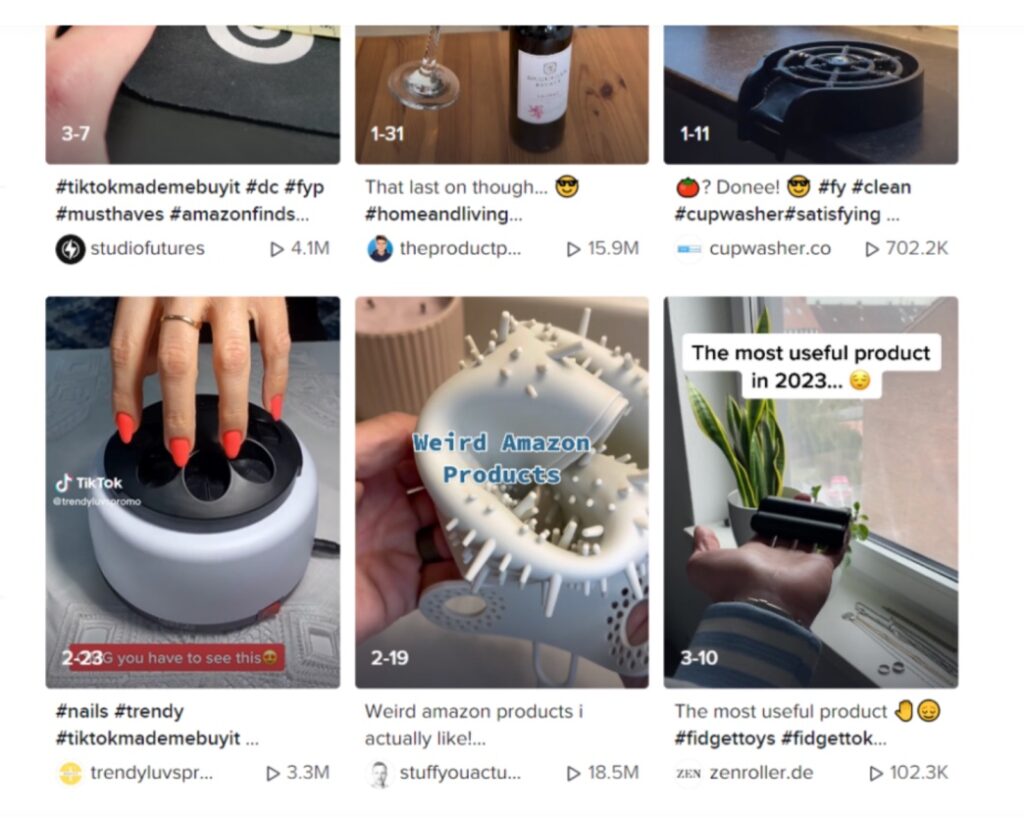 3-7
1-31
1-11
#tiktokmademebuyit #dc #fyp
#musthaves #amazonfinds...
That last on though... 😎
#homeandliving...
🍅? Donee! 😎 #fy #clean
#cupwasher#satisfying ...
studiofutures
4.1M
theproductp...
15.9M
cupwasher.co
702.2K
TikTok
@trendyluvspromo
2-23
G you have to see this😍
Weird Amazon
Products
2-19
The most useful product
in 2023... 😌
3-10
#nails #trendy
#tiktokmademebuyit ...
Weird amazon products i
actually like!...
The most useful product 🤚😌
#fidgettoys #fidgettok...
trendyluvspr...
3.3M
stuffyouactu...
18.5M
ZEN
zenroller.de
102.3K